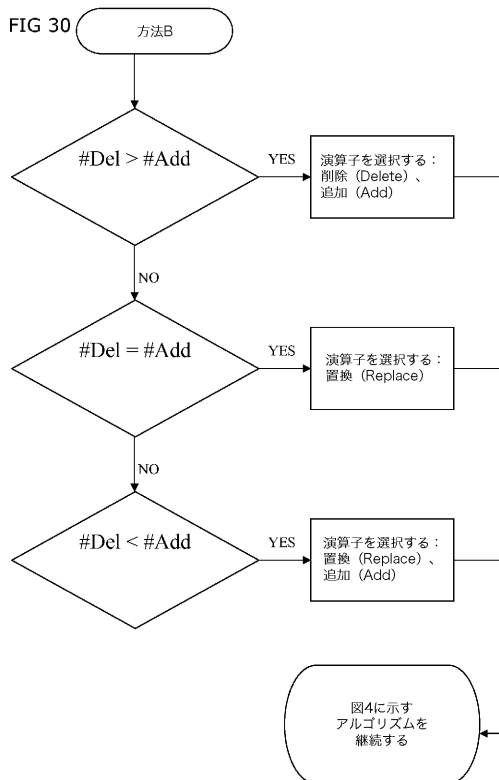 FIG 30
方法B
#Del > #Add
YES
演算子を選択する：
削除（Delete）、
追加（Add）
NO
#Del = #Add
YES
演算子を選択する：
置換（Replace）
NO
#Del < #Add
YES
演算子を選択する：
置換（Replace）、
追加（Add）
図4に示す
アルゴリズムを
継続する